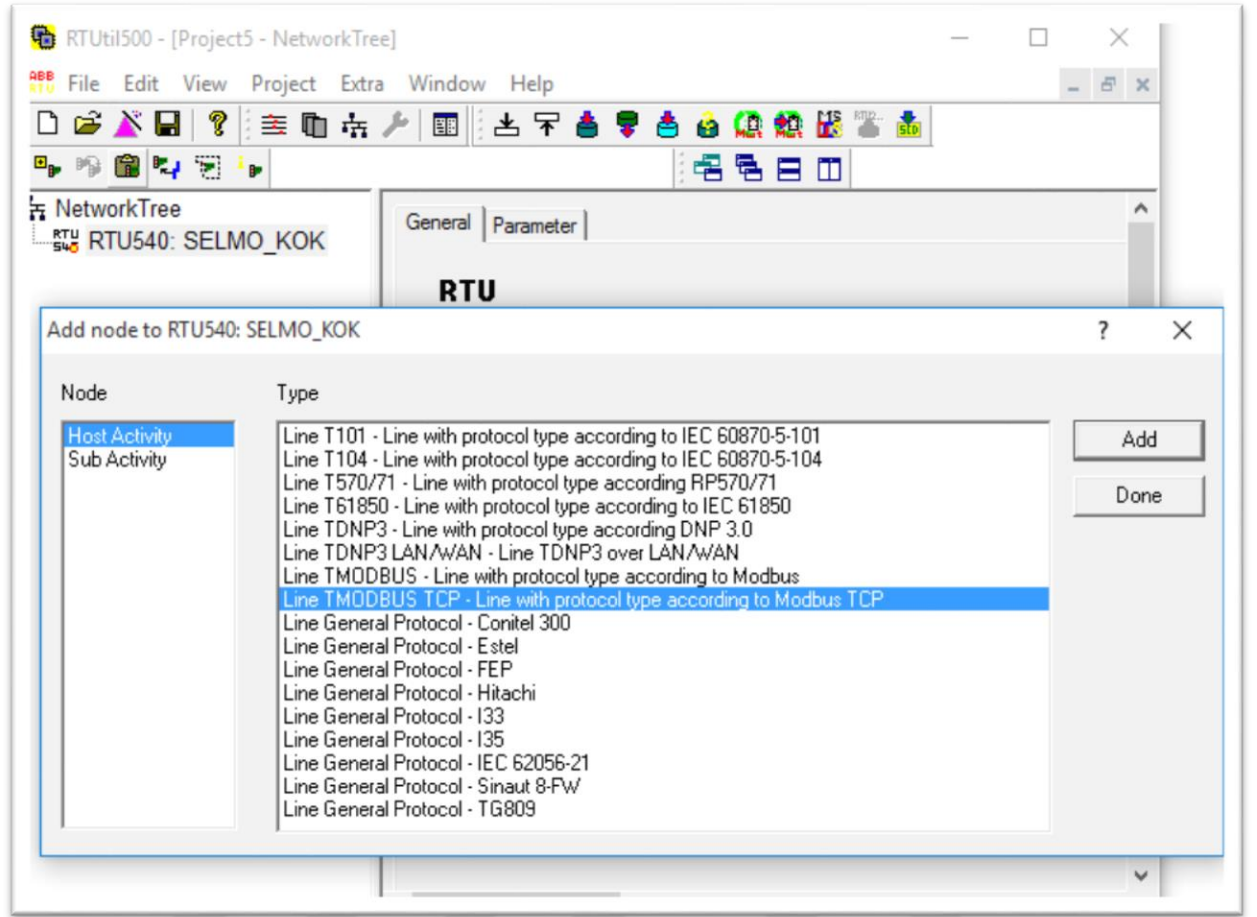 RTUtil500 - [Project5 - NetworkTree]
ABB RTU File Edit View Project Extra Window Help
NetworkTree
RTU 540 RTU540: SELMO_KOK
General Parameter
RTU
Add node to RTU540: SELMO_KOK
Node
Type
Host Activity
Sub Activity
Line T101 - Line with protocol type according to IEC 60870-5-101
Line T104 - Line with protocol type according to IEC 60870-5-104
Line T570/71 - Line with protocol type according RP570/71
Line T61850 - Line with protocol type according to IEC 61850
Line TDNP3 - Line with protocol type according DNP 3.0
Line TDNP3 LAN/WAN - Line TDNP3 over LAN/WAN
Line TMODBUS - Line with protocol type according to Modbus
Line TMODBUS TCP - Line with protocol type according to Modbus TCP
Line General Protocol - Conitel 300
Line General Protocol - Estel
Line General Protocol - FEP
Line General Protocol - Hitachi
Line General Protocol - I33
Line General Protocol - I35
Line General Protocol - IEC 62056-21
Line General Protocol - Sinaut 8-FW
Line General Protocol - TG809
Add
Done